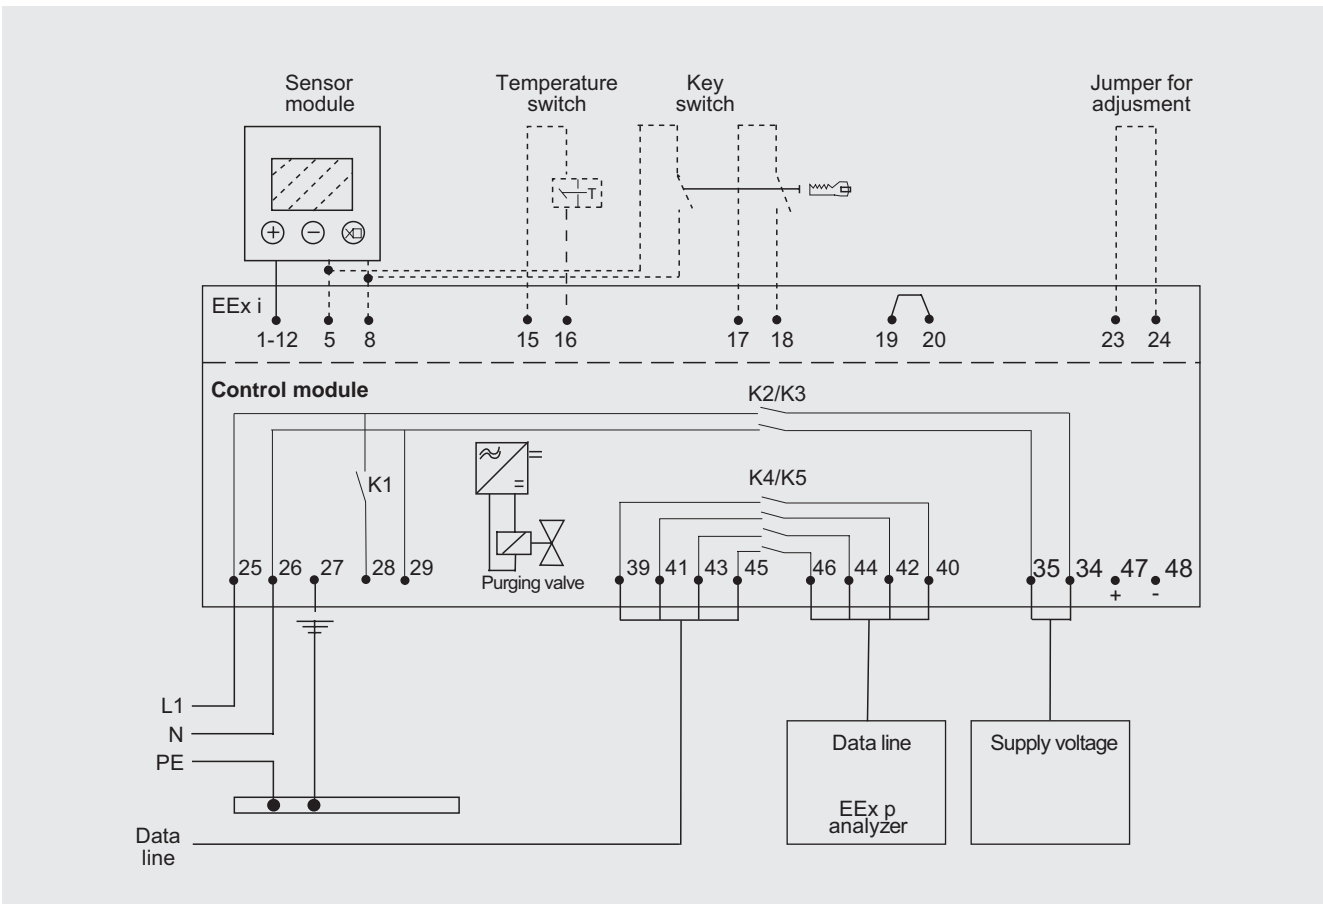 Sensor
module
Temperature
switch
Key
switch
Jumper for
adjusment
T
EEx i
1-12 5 8 15 16 17 18 19 20 23 24
Control module
K2/K3
K1
K4/K5
25 26 27 28 29
Purging valve
39 41 43 45 46 44 42 40 35 34 47 48
+ -
L1
N
PE
Data
line
Data line
EEx p
analyzer
Supply voltage